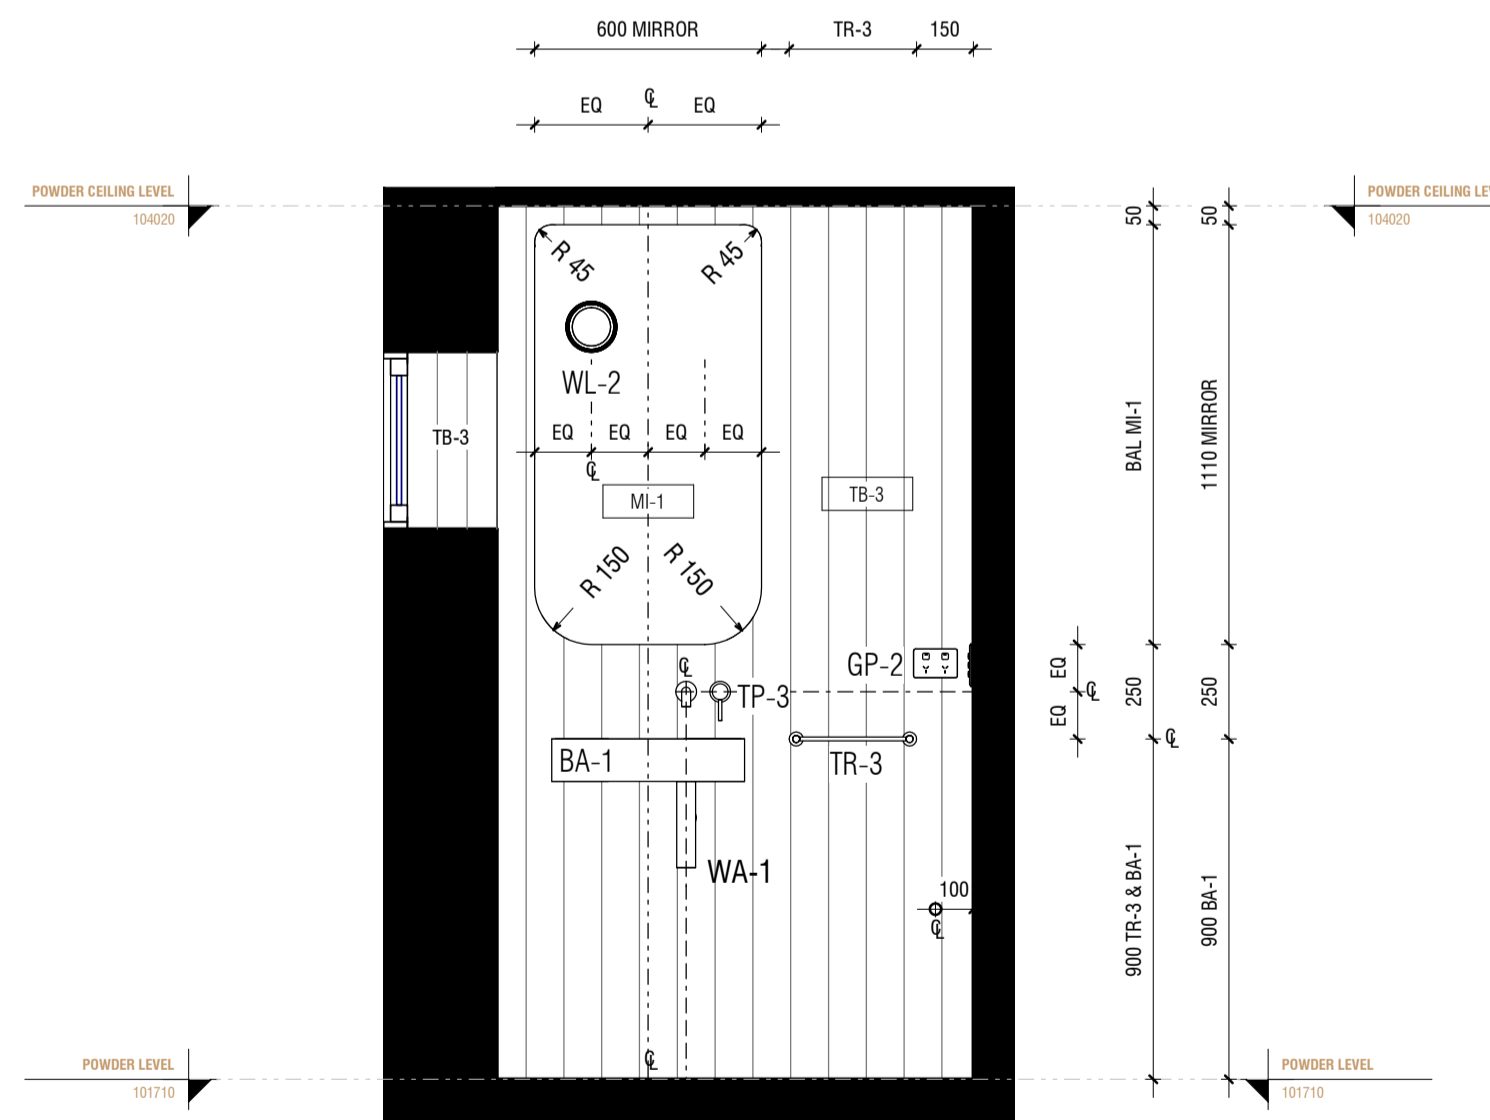 600 MIRROR
TR-3
150
EQ
℄
EQ
POWDER CEILING LEVEL
104020
POWDER CEILING LE
104020
50
50
R 45
R 45
WL-2
BAL MI-1
1110 MIRROR
TB-3
EQ
EQ
EQ
EQ
℄
MI-1
TB-3
R 150
R 150
℄
GP-2
TP-3
EQ
℄
EQ
250
250
℄
BA-1
TR-3
WA-1
100
℄
900 TR-3 & BA-1
900 BA-1
℄
POWDER LEVEL
101710
POWDER LEVEL
101710